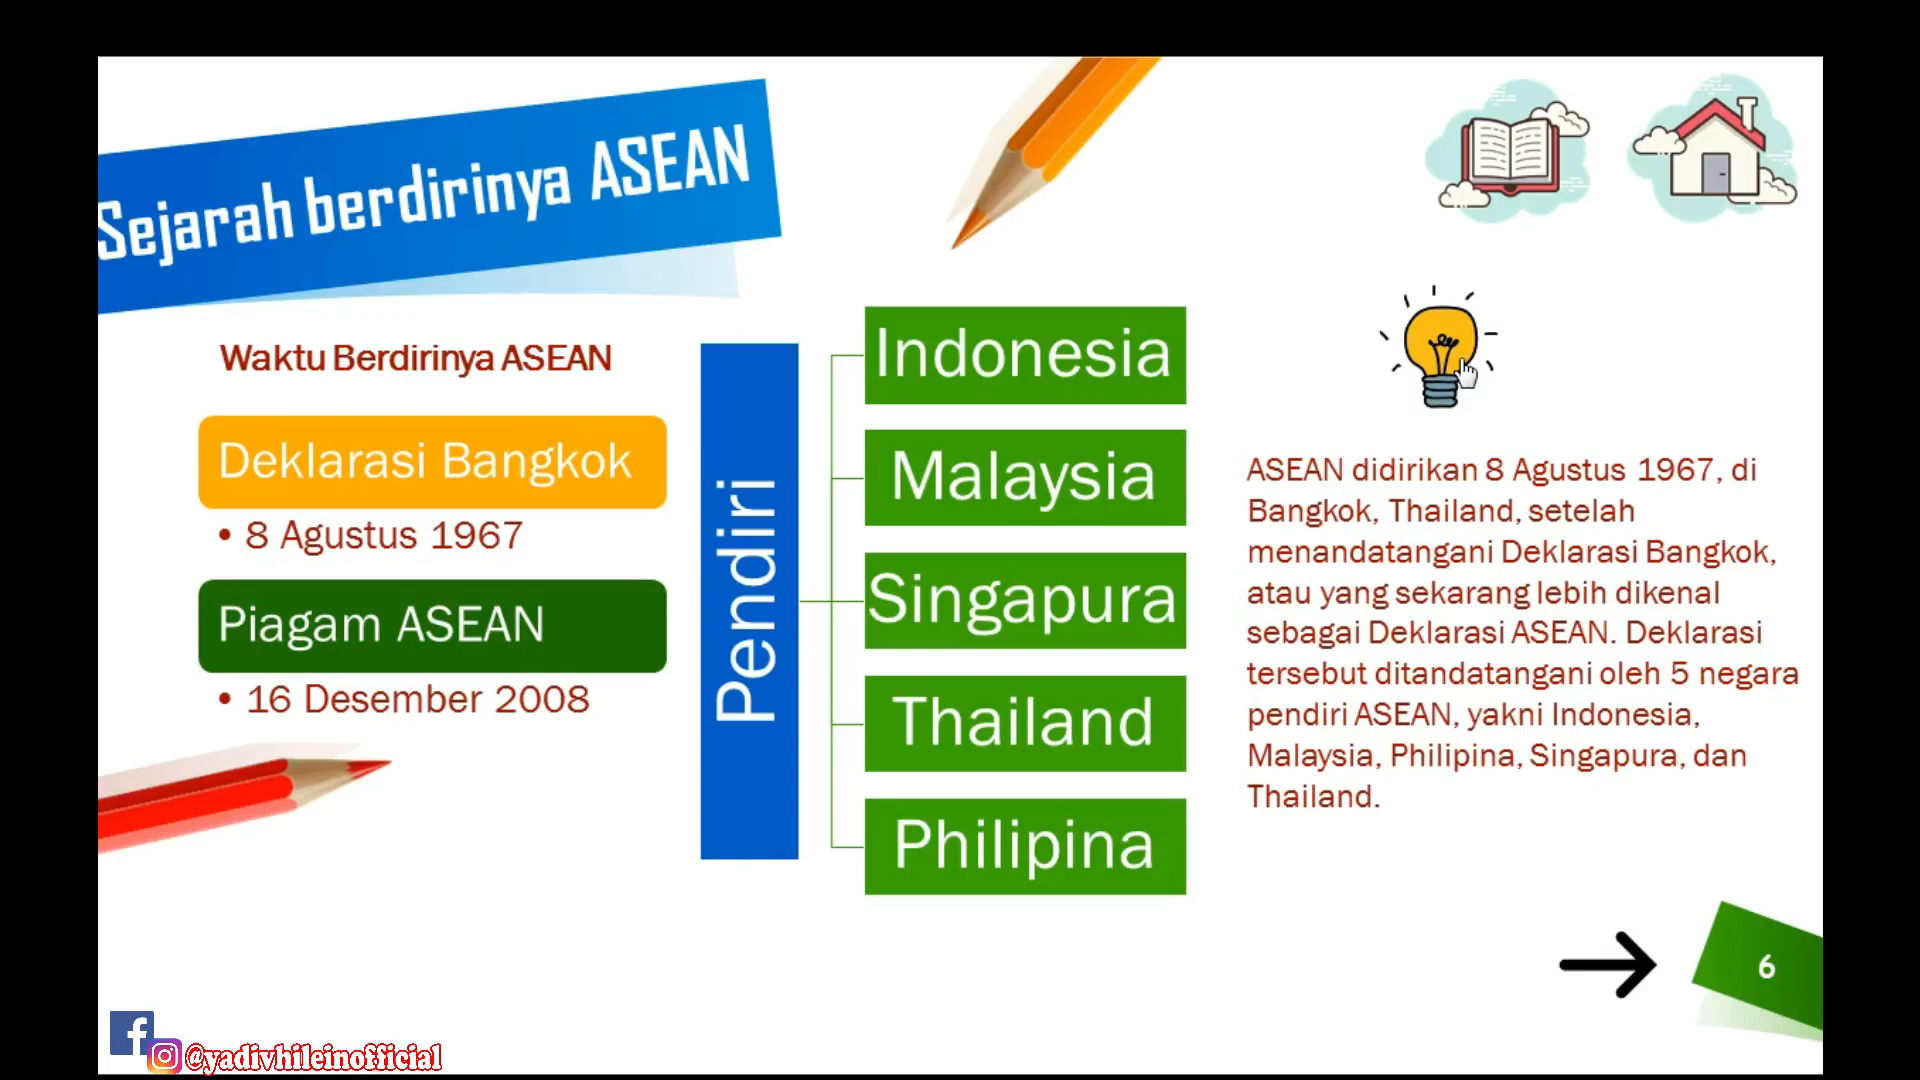 Sejarah berdirinya ASEAN
Waktu Berdirinya ASEAN
Deklarasi Bangkok
• 8 Agustus 1967
Piagam ASEAN
• 16 Desember 2008
Pendiri
Indonesia
Malaysia
Singapura
Thailand
Philipina
ASEAN didirikan 8 Agustus 1967, di
Bangkok, Thailand, setelah
menandatangani Deklarasi Bangkok,
atau yang sekarang lebih dikenal
sebagai Deklarasi ASEAN. Deklarasi
tersebut ditandatangani oleh 5 negara
pendiri ASEAN, yakni Indonesia,
Malaysia, Philipina, Singapura, dan
Thailand.
6
@yadivhileinofficial